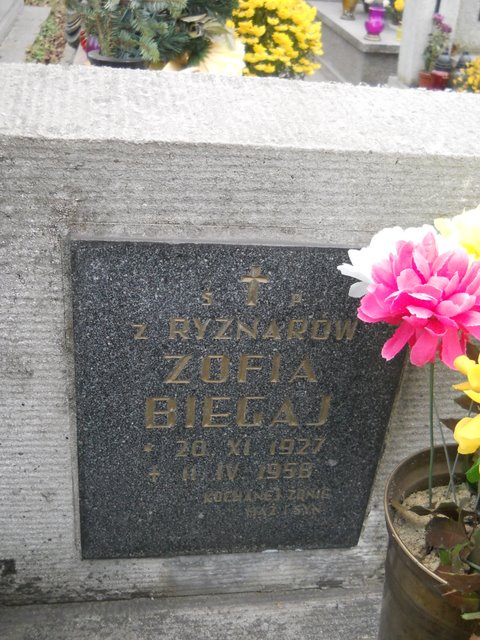 Ś P
Z RYZNARÓW
ZOFIA
BIEGAJ
* 20 XI 1927
+ 11 IV 1958
KOCHANEJ ŻONIE
MĄŻ I SYN